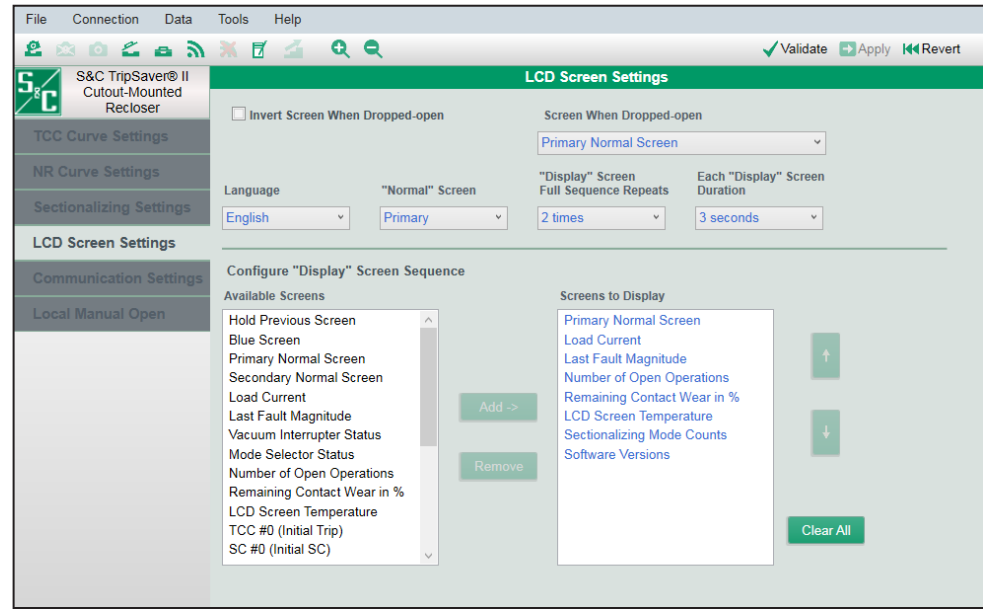 File Connection Data Tools Help
Validate Apply Revert
S&C
S&C TripSaver® II
Cutout-Mounted
Recloser
TCC Curve Settings
NR Curve Settings
Sectionalizing Settings
LCD Screen Settings
Communication Settings
Local Manual Open
LCD Screen Settings
Invert Screen When Dropped-open
Screen When Dropped-open
Primary Normal Screen
Language
English
"Normal" Screen
Primary
"Display" Screen
Full Sequence Repeats
2 times
Each "Display" Screen
Duration
3 seconds
Configure "Display" Screen Sequence
Available Screens
Hold Previous Screen
Blue Screen
Primary Normal Screen
Secondary Normal Screen
Load Current
Last Fault Magnitude
Vacuum Interrupter Status
Mode Selector Status
Number of Open Operations
Remaining Contact Wear in %
LCD Screen Temperature
TCC #0 (Initial Trip)
SC #0 (Initial SC)
Add ->
Remove
Screens to Display
Primary Normal Screen
Load Current
Last Fault Magnitude
Number of Open Operations
Remaining Contact Wear in %
LCD Screen Temperature
Sectionalizing Mode Counts
Software Versions
Clear All